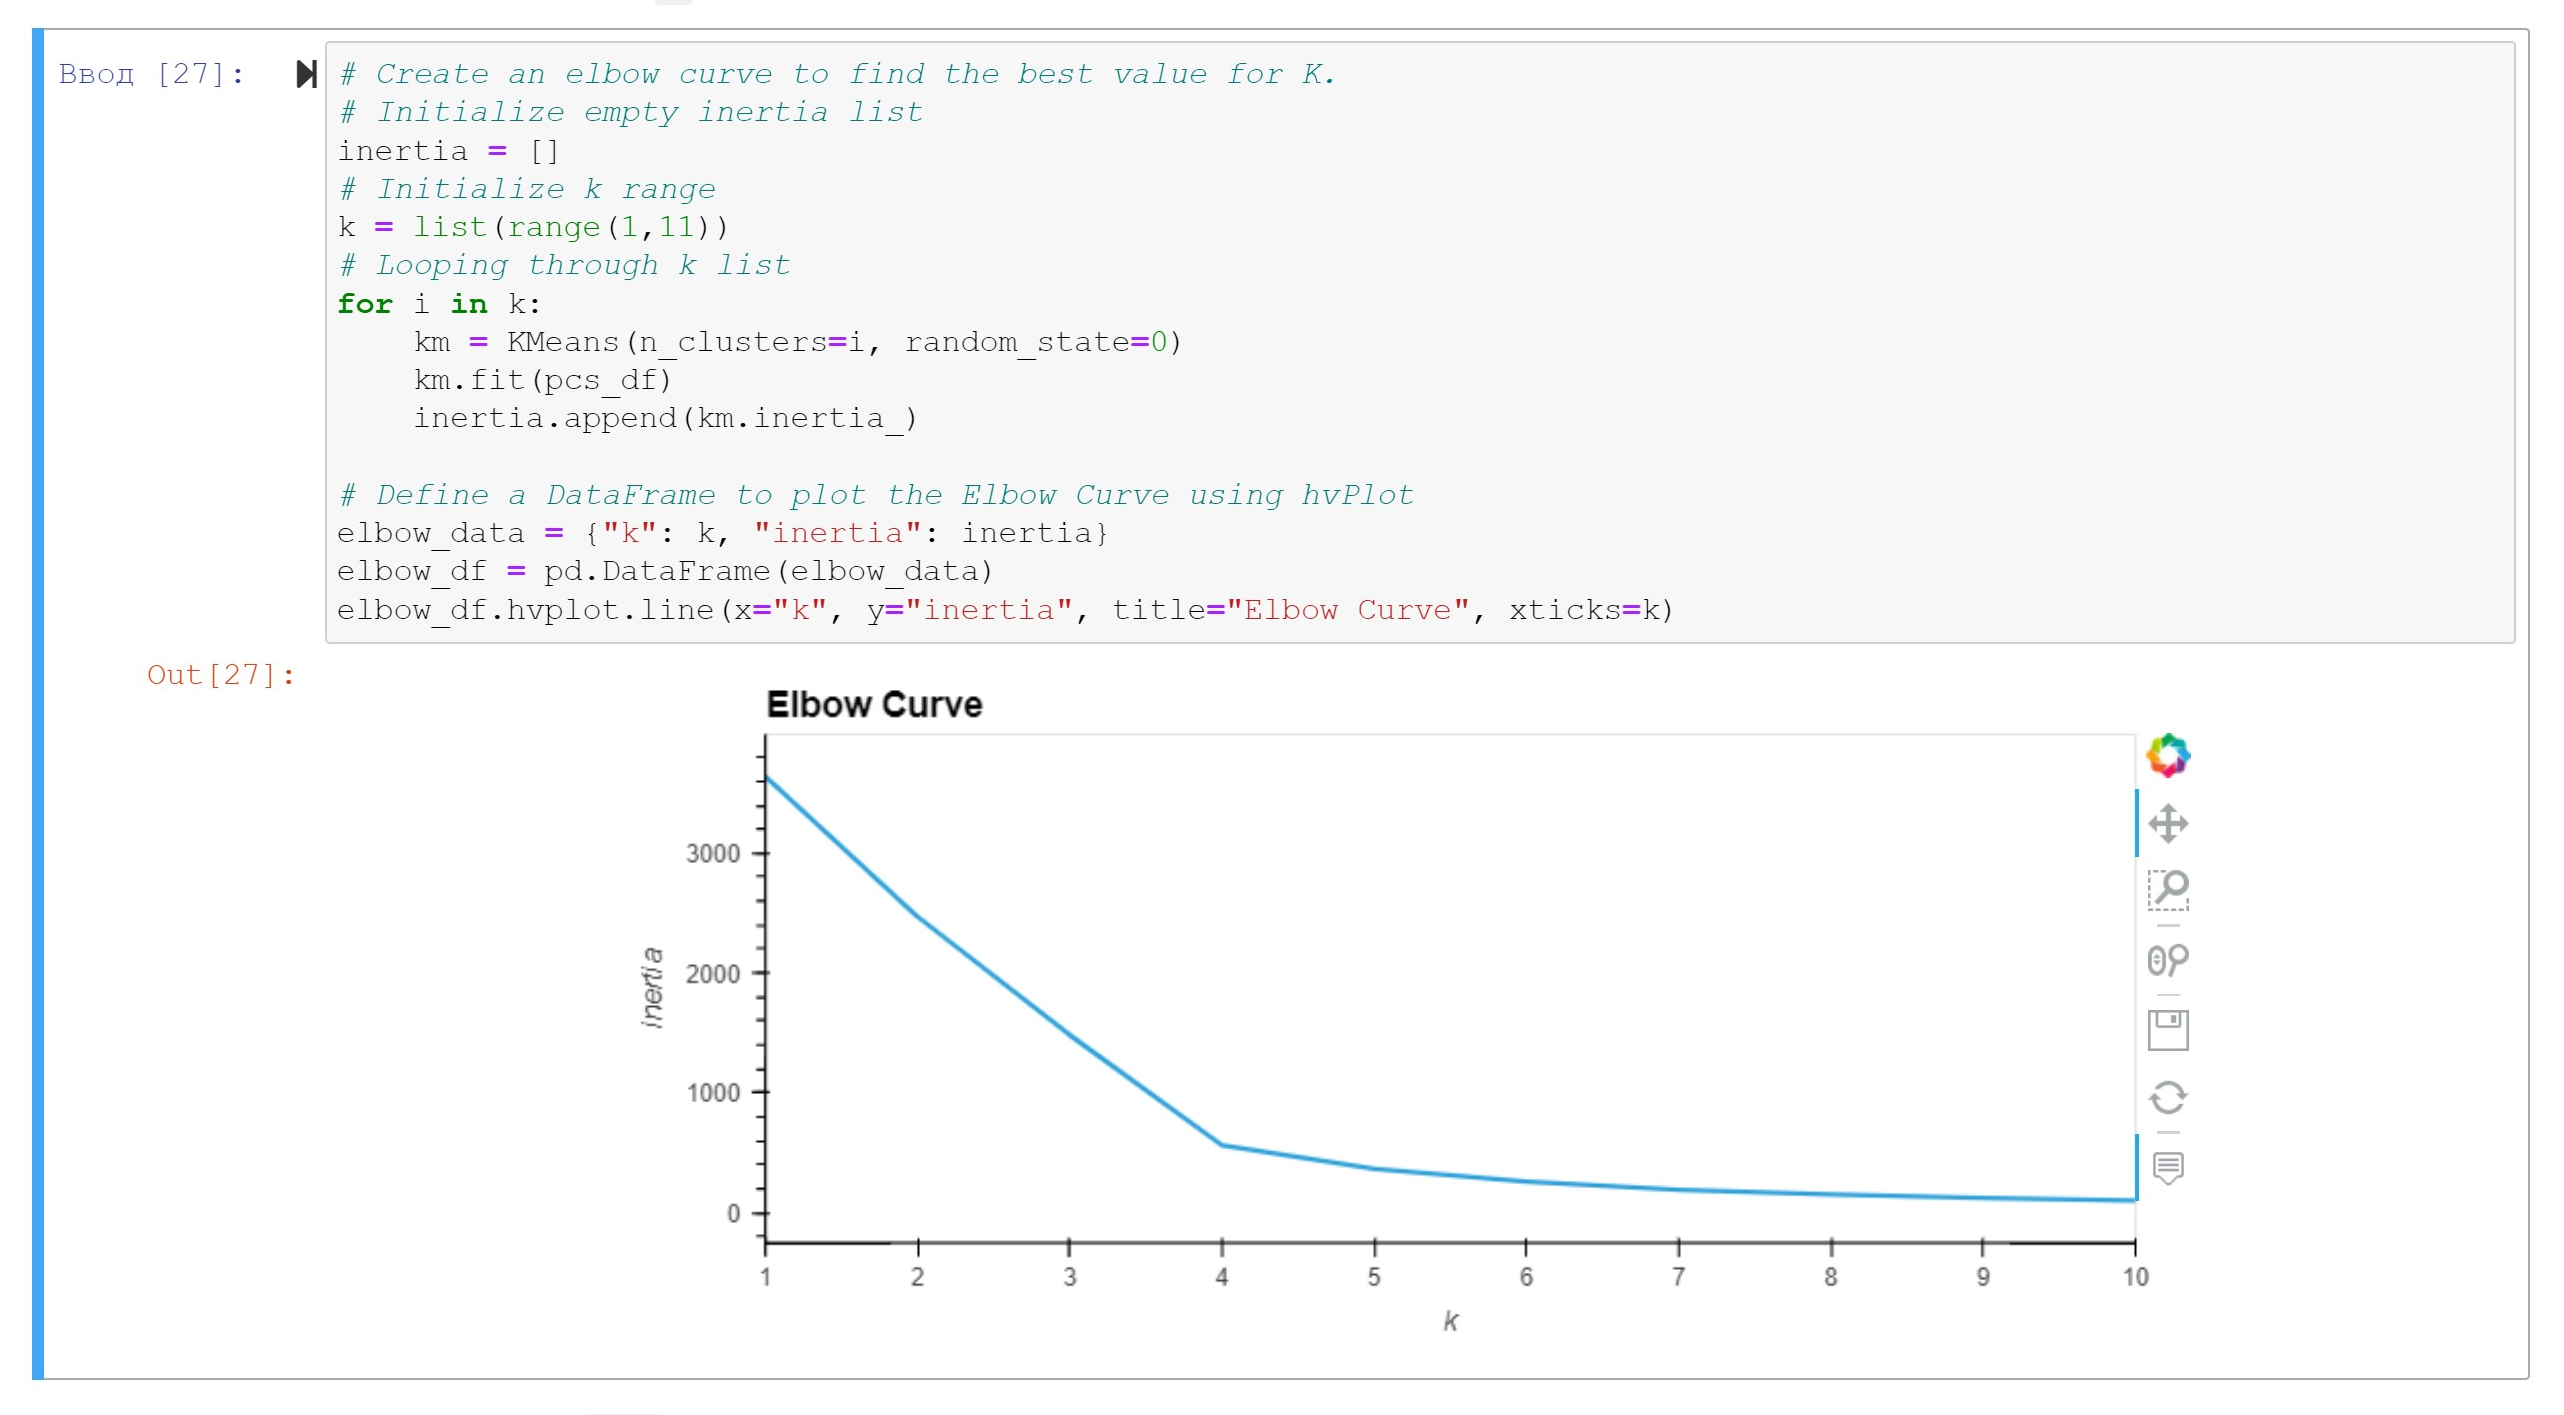 Ввод [27]:
# Create an elbow curve to find the best value for K.
# Initialize empty inertia list
inertia = []
# Initialize k range
k = list(range(1,11))
# Looping through k list
for i in k:
    km = KMeans(n_clusters=i, random_state=0)
    km.fit(pcs_df)
    inertia.append(km.inertia_)
# Define a DataFrame to plot the Elbow Curve using hvPlot
elbow_data = {"k": k, "inertia": inertia}
elbow_df = pd.DataFrame(elbow_data)
elbow_df.hvplot.line(x="k", y="inertia", title="Elbow Curve", xticks=k)
Out[27]:
Elbow Curve
inertia
3000
2000
1000
0
1 2 3 4 5 6 7 8 9 10
k